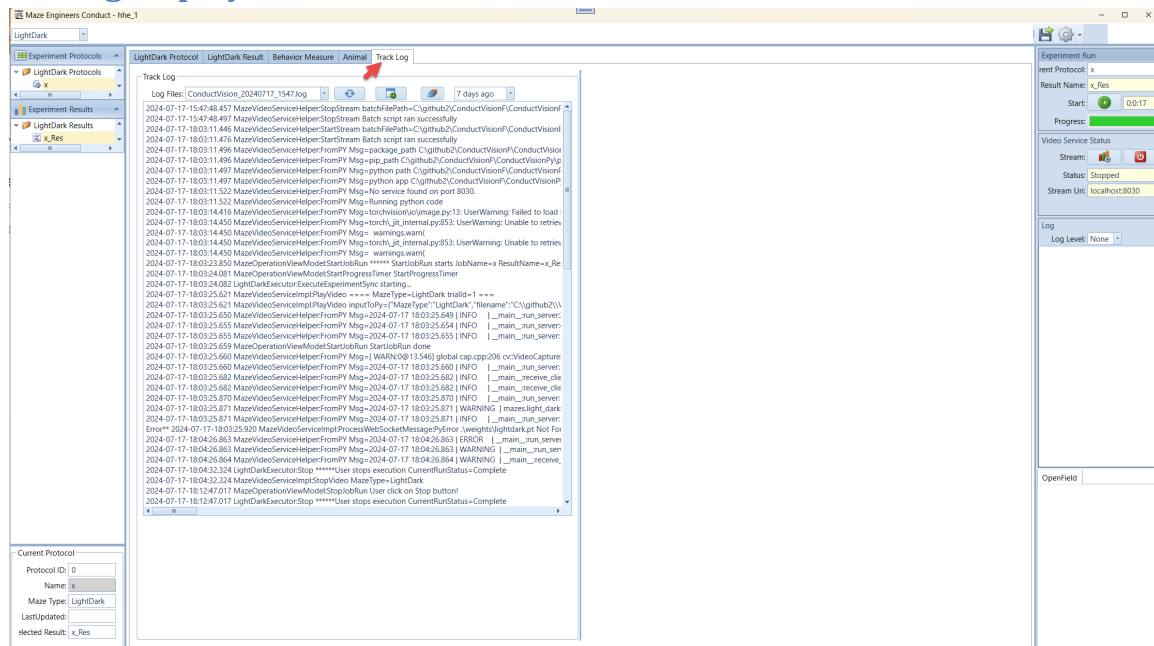 Maze Engineers Conduct - hhe_1
LightDark
Experiment Protocols
LightDark Protocols
x
Experiment Results
LightDark Results
x_Res
LightDark Protocol LightDark Result Behavior Measure Animal Track Log
Track Log
Log Files: ConductVision_20240717_1547.log 7 days ago
2024-07-17-15:47:48.457 MazeVideoServiceHelper:StopStream batchFilePath=C:\github2\ConductVisionF\ConductVisionF
2024-07-17-15:47:48.497 MazeVideoServiceHelper:StopStream Batch script ran successfully
2024-07-17-18:03:11.446 MazeVideoServiceHelper:StartStream batchFilePath=C:\github2\ConductVisionF\ConductVisionF
2024-07-17-18:03:11.476 MazeVideoServiceHelper:StartStream Batch script ran successfully
2024-07-17-18:03:11.496 MazeVideoServiceHelper:FromPY Msg=package_path C:\github2\ConductVisionF\ConductVision
2024-07-17-18:03:11.496 MazeVideoServiceHelper:FromPY Msg=pip_path C:\github2\ConductVisionF\ConductVisionPy\p
2024-07-17-18:03:11.497 MazeVideoServiceHelper:FromPY Msg=python path C:\github2\ConductVisionF\ConductVisionF
2024-07-17-18:03:11.497 MazeVideoServiceHelper:FromPY Msg=python app C:\github2\ConductVisionF\ConductVisionP
2024-07-17-18:03:11.522 MazeVideoServiceHelper:FromPY Msg=No service found on port 8030.
2024-07-17-18:03:11.522 MazeVideoServiceHelper:FromPY Msg=Running python code
2024-07-17-18:03:14.416 MazeVideoServiceHelper:FromPY Msg=torchvision\io\image.py:13: UserWarning: Failed to load
2024-07-17-18:03:14.450 MazeVideoServiceHelper:FromPY Msg=torch\_jit_internal.py:853: UserWarning: Unable to retriev
2024-07-17-18:03:14.450 MazeVideoServiceHelper:FromPY Msg= warnings.warn(
2024-07-17-18:03:14.450 MazeVideoServiceHelper:FromPY Msg=torch\_jit_internal.py:853: UserWarning: Unable to retriev
2024-07-17-18:03:14.450 MazeVideoServiceHelper:FromPY Msg= warnings.warn(
2024-07-17-18:03:23.850 MazeOperationViewModel:StartJobRun ****** StartJobRun starts JobName=x ResultName=x_Re
2024-07-17-18:03:24.081 MazeOperationViewModel:StartProgressTimer StartProgressTimer
2024-07-17-18:03:24.082 LightDarkExecutor:ExecuteExperimentSync starting...
2024-07-17-18:03:25.621 MazeVideoServiceImpl:PlayVideo ==== MazeType=LightDark trialId=1 ===
2024-07-17-18:03:25.621 MazeVideoServiceImpl:PlayVideo inputToPy={"MazeType":"LightDark","filename":"C:\\github2\\
2024-07-17-18:03:25.650 MazeVideoServiceHelper:FromPY Msg=2024-07-17 18:03:25.649 | INFO | __main__:run_server:
2024-07-17-18:03:25.655 MazeVideoServiceHelper:FromPY Msg=2024-07-17 18:03:25.654 | INFO | __main__:run_server:
2024-07-17-18:03:25.655 MazeVideoServiceHelper:FromPY Msg=2024-07-17 18:03:25.655 | INFO | __main__:run_server:
2024-07-17-18:03:25.659 MazeOperationViewModel:StartJobRun StartJobRun done
2024-07-17-18:03:25.660 MazeVideoServiceHelper:FromPY Msg=[ WARN:0@13.546] global cap.cpp:206 cv::VideoCapture:
2024-07-17-18:03:25.660 MazeVideoServiceHelper:FromPY Msg=2024-07-17 18:03:25.660 | INFO | __main__:run_server:
2024-07-17-18:03:25.682 MazeVideoServiceHelper:FromPY Msg=2024-07-17 18:03:25.682 | INFO | __main__:receive_clie
2024-07-17-18:03:25.682 MazeVideoServiceHelper:FromPY Msg=2024-07-17 18:03:25.682 | INFO | __main__:receive_clie
2024-07-17-18:03:25.870 MazeVideoServiceHelper:FromPY Msg=2024-07-17 18:03:25.870 | INFO | __main__:run_server:
2024-07-17-18:03:25.871 MazeVideoServiceHelper:FromPY Msg=2024-07-17 18:03:25.871 | WARNING | mazes.light_dark
2024-07-17-18:03:25.871 MazeVideoServiceHelper:FromPY Msg=2024-07-17 18:03:25.871 | INFO | __main__:run_server:
Error** 2024-07-17-18:03:25.920 MazeVideoServiceImpl:ProcessWebSocketMessage:PyError .\weights\lightdark.pt Not Fo
2024-07-17-18:04:26.863 MazeVideoServiceHelper:FromPY Msg=2024-07-17 18:04:26.863 | ERROR | __main__:run_server
2024-07-17-18:04:26.863 MazeVideoServiceHelper:FromPY Msg=2024-07-17 18:04:26.863 | WARNING | __main__:run_serv
2024-07-17-18:04:26.864 MazeVideoServiceHelper:FromPY Msg=2024-07-17 18:04:26.864 | WARNING | __main__:receive_
2024-07-17-18:04:32.324 LightDarkExecutor:Stop ******User stops execution CurrentRunStatus=Complete
2024-07-17-18:04:32.324 MazeVideoServiceImpl:StopVideo MazeType=LightDark
2024-07-17-18:12:47.017 MazeOperationViewModel:StopJobRun User click on Stop button!
2024-07-17-18:12:47.017 LightDarkExecutor:Stop ******User stops execution CurrentRunStatus=Complete
Current Protocol
Protocol ID: 0
Name: x
Maze Type: LightDark
LastUpdated:
elected Result: x_Res
Experiment Run
rent Protocol: x
Result Name: x_Res
Start: 0:0:17
Progress:
Video Service Status
Stream:
Status: Stopped
Stream Uri: localhost:8030
Log
Log Level: None
OpenField